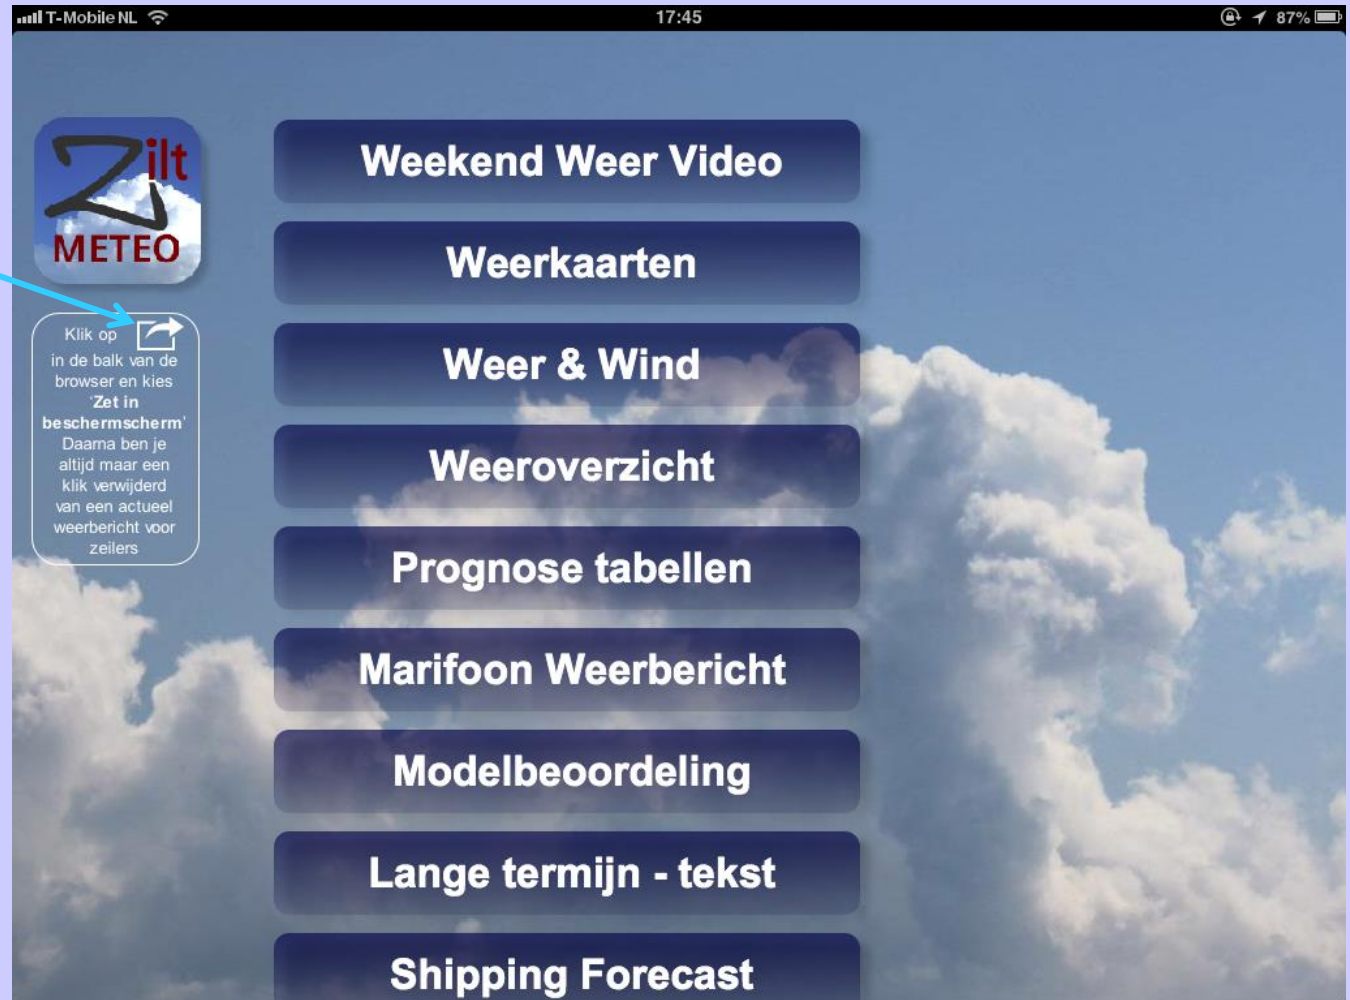 T-Mobile NL
17:45
87%
Zilt
METEO
Klik op
in de balk van de
browser en kies
'Zet in
beschermscherm'
Daarna ben je
altijd maar een
klik verwijderd
van een actueel
weerbericht voor
zeilers
Weekend Weer Video
Weerkaarten
Weer & Wind
Weeroverzicht
Prognose tabellen
Marifoon Weerbericht
Modelbeoordeling
Lange termijn - tekst
Shipping Forecast